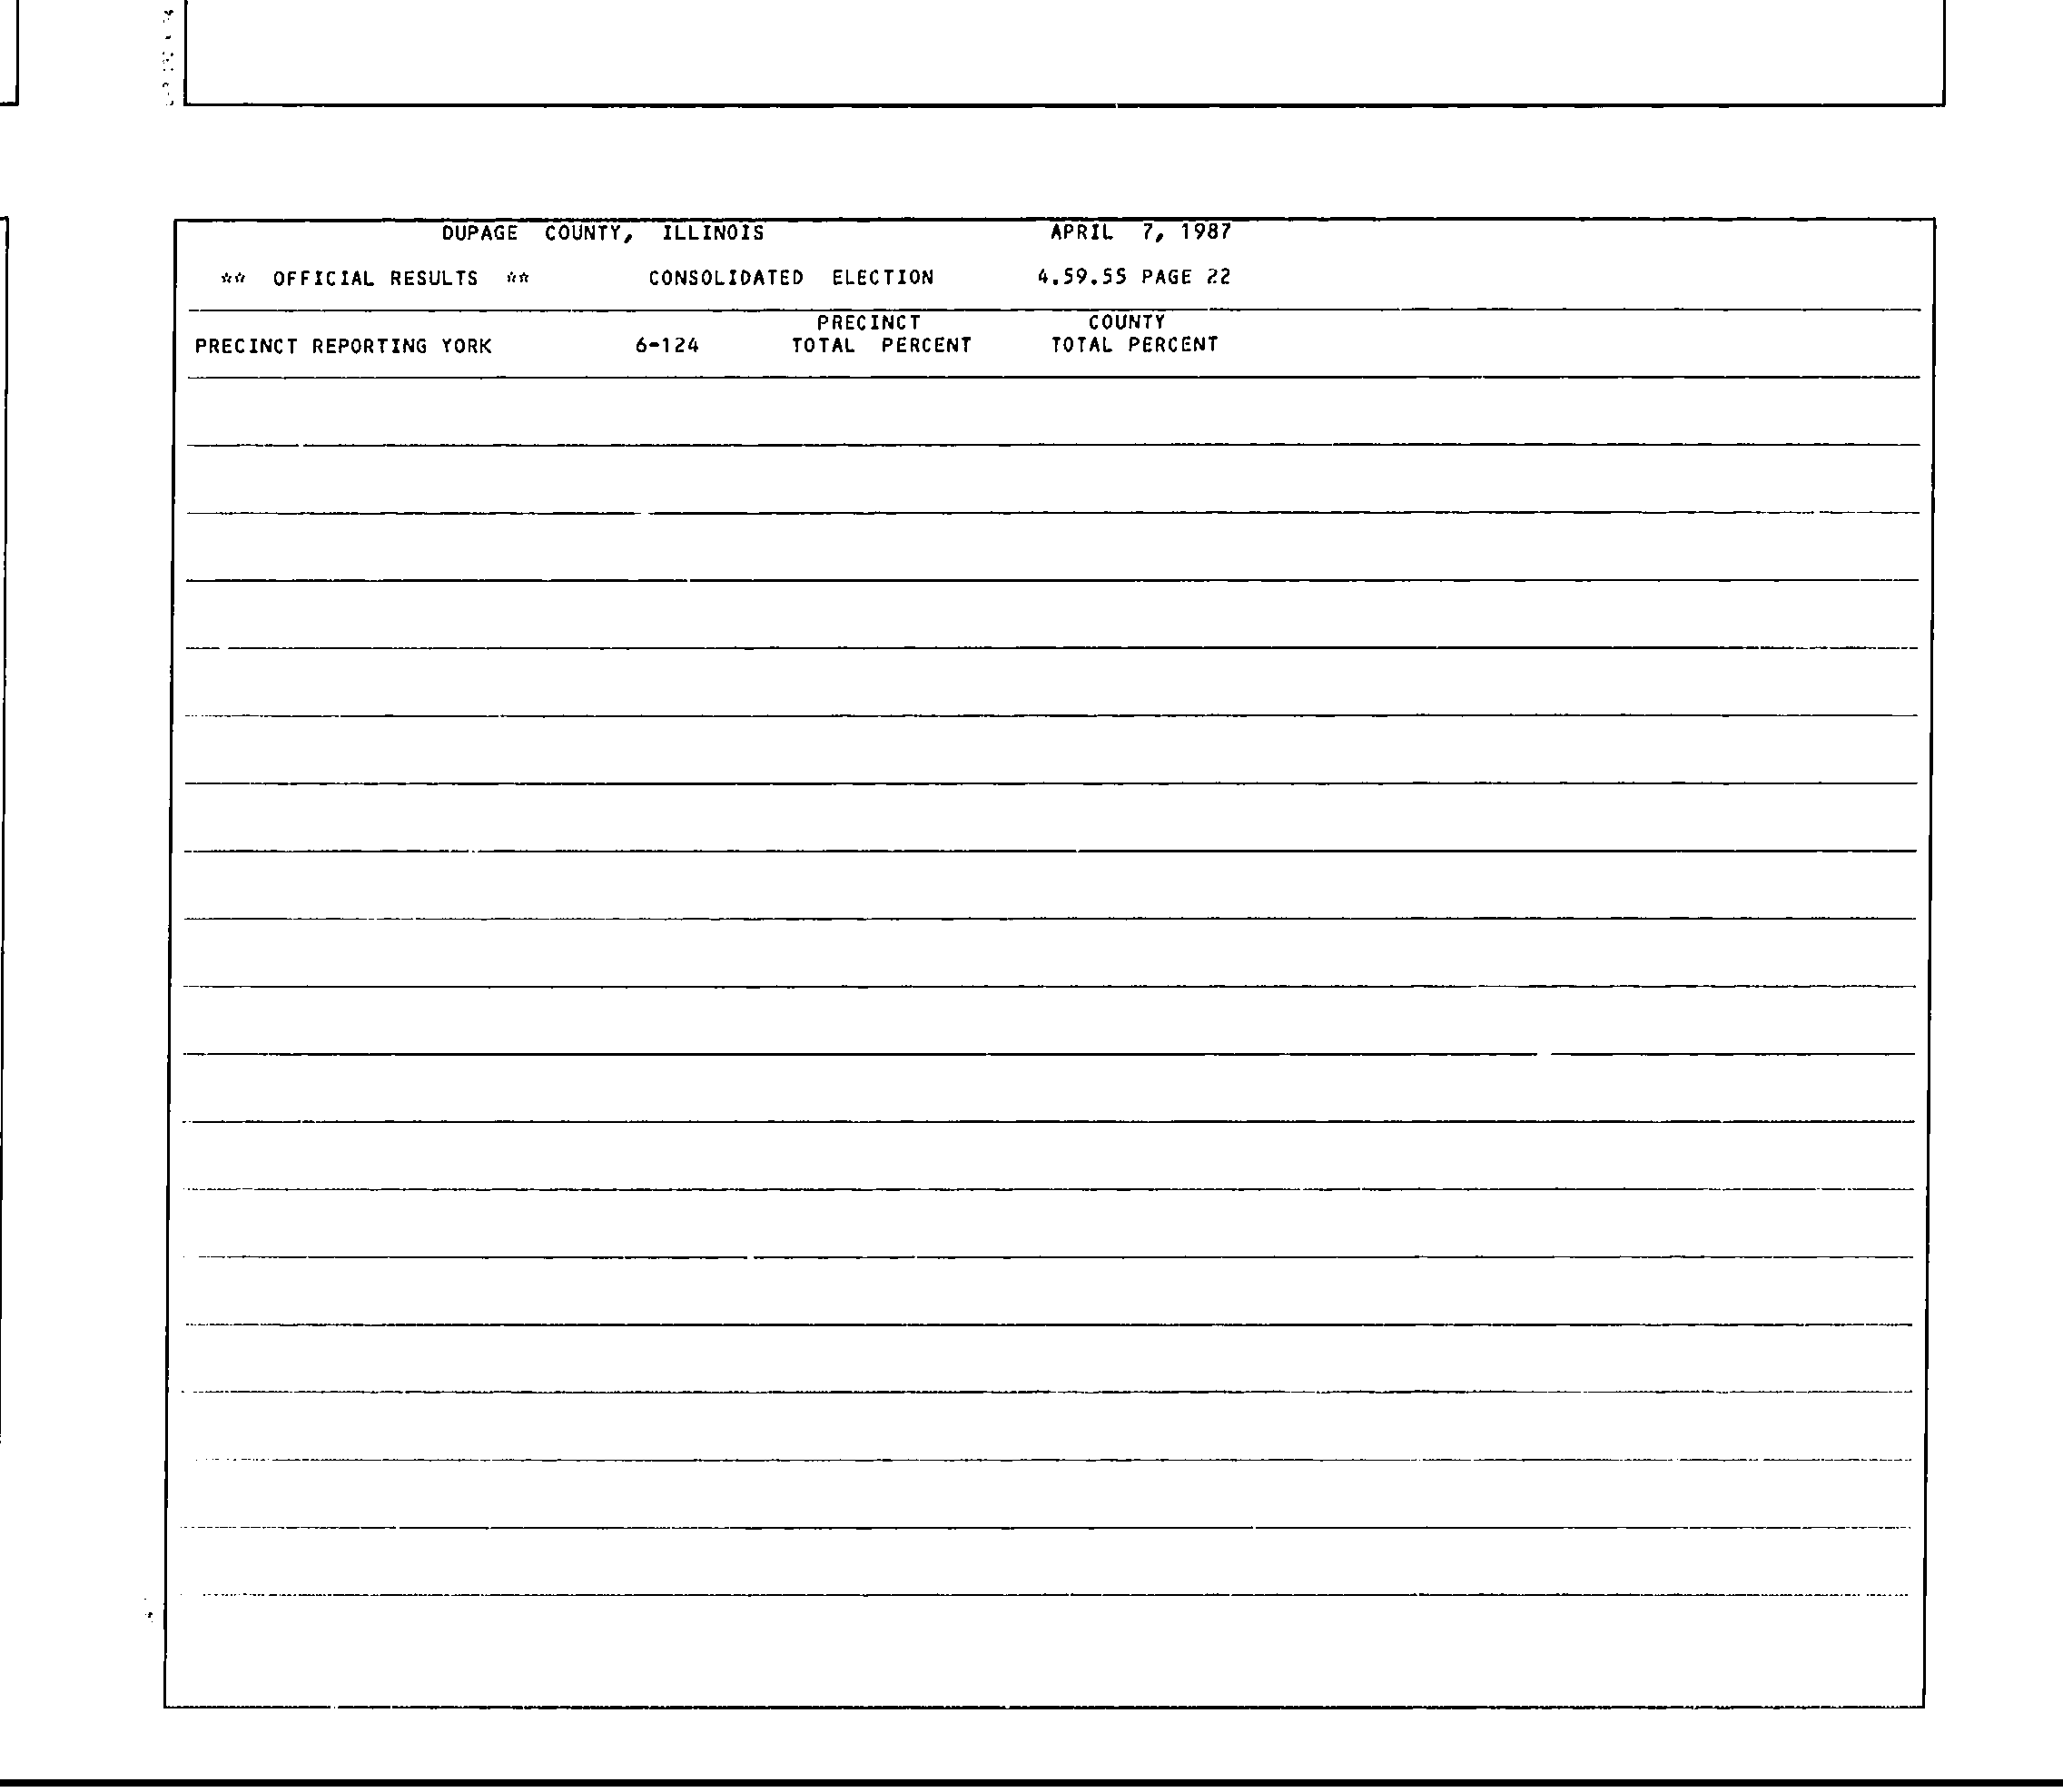 DUPAGE COUNTY, ILLINOIS APRIL 7, 1987
** OFFICIAL RESULTS ** CONSOLIDATED ELECTION 4.59.55 PAGE 22
PRECINCT COUNTY
PRECINCT REPORTING YORK 6-124 TOTAL PERCENT TOTAL PERCENT